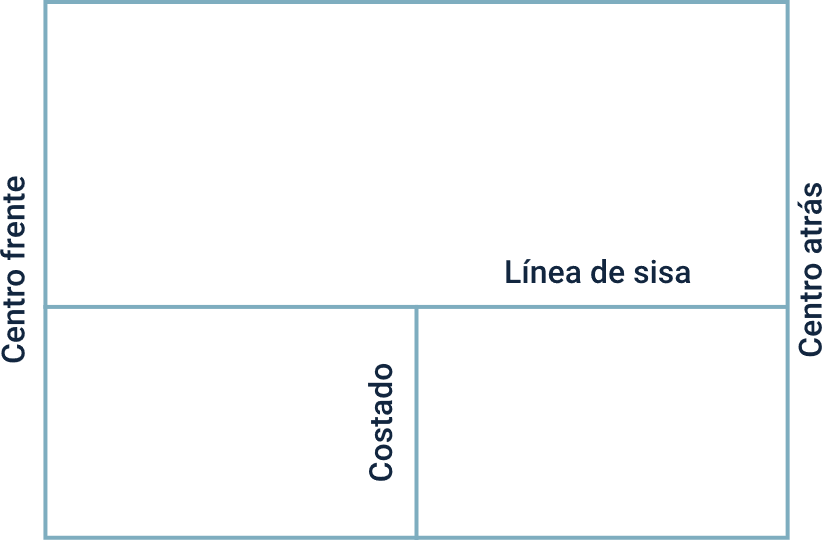 Centro frente
Línea de sisa
Centro atrás
Costado